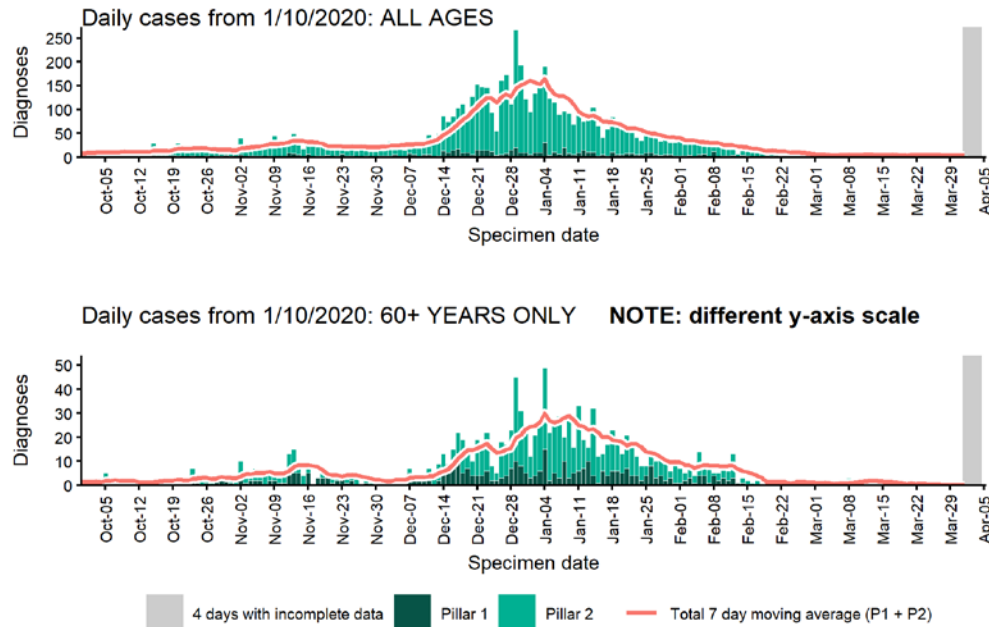 Daily cases from 1/10/2020: ALL AGES
250
200
150
100
50
0
Diagnoses
Oct-05 Oct-12 Oct-19 Oct-26 Nov-02 Nov-09 Nov-16 Nov-23 Nov-30 Dec-07 Dec-14 Dec-21 Dec-28 Jan-04 Jan-11 Jan-18 Jan-25 Feb-01 Feb-08 Feb-15 Feb-22 Mar-01 Mar-08 Mar-15 Mar-22 Mar-29 Apr-05
Specimen date
Daily cases from 1/10/2020: 60+ YEARS ONLY NOTE: different y-axis scale
50
40
30
20
10
0
Diagnoses
Oct-05 Oct-12 Oct-19 Oct-26 Nov-02 Nov-09 Nov-16 Nov-23 Nov-30 Dec-07 Dec-14 Dec-21 Dec-28 Jan-04 Jan-11 Jan-18 Jan-25 Feb-01 Feb-08 Feb-15 Feb-22 Mar-01 Mar-08 Mar-15 Mar-22 Mar-29 Apr-05
Specimen date
4 days with incomplete data Pillar 1 Pillar 2 Total 7 day moving average (P1 + P2)